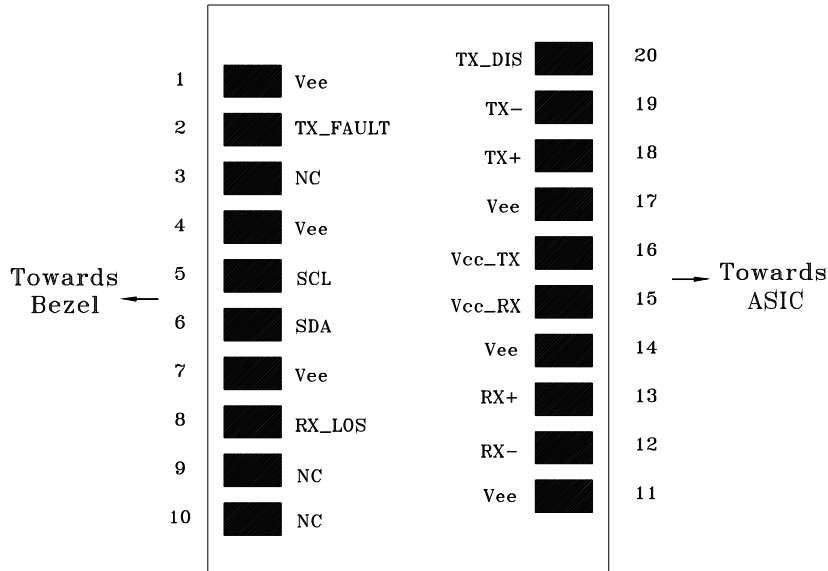 1 Vee
2 TX_FAULT
3 NC
4 Vee
5 SCL
6 SDA
7 Vee
8 RX_LOS
9 NC
10 NC
TX_DIS 20
TX− 19
TX+ 18
Vee 17
Vcc_TX 16
Vcc_RX 15
Vee 14
RX+ 13
RX− 12
Vee 11
Towards
Bezel
Towards
ASIC